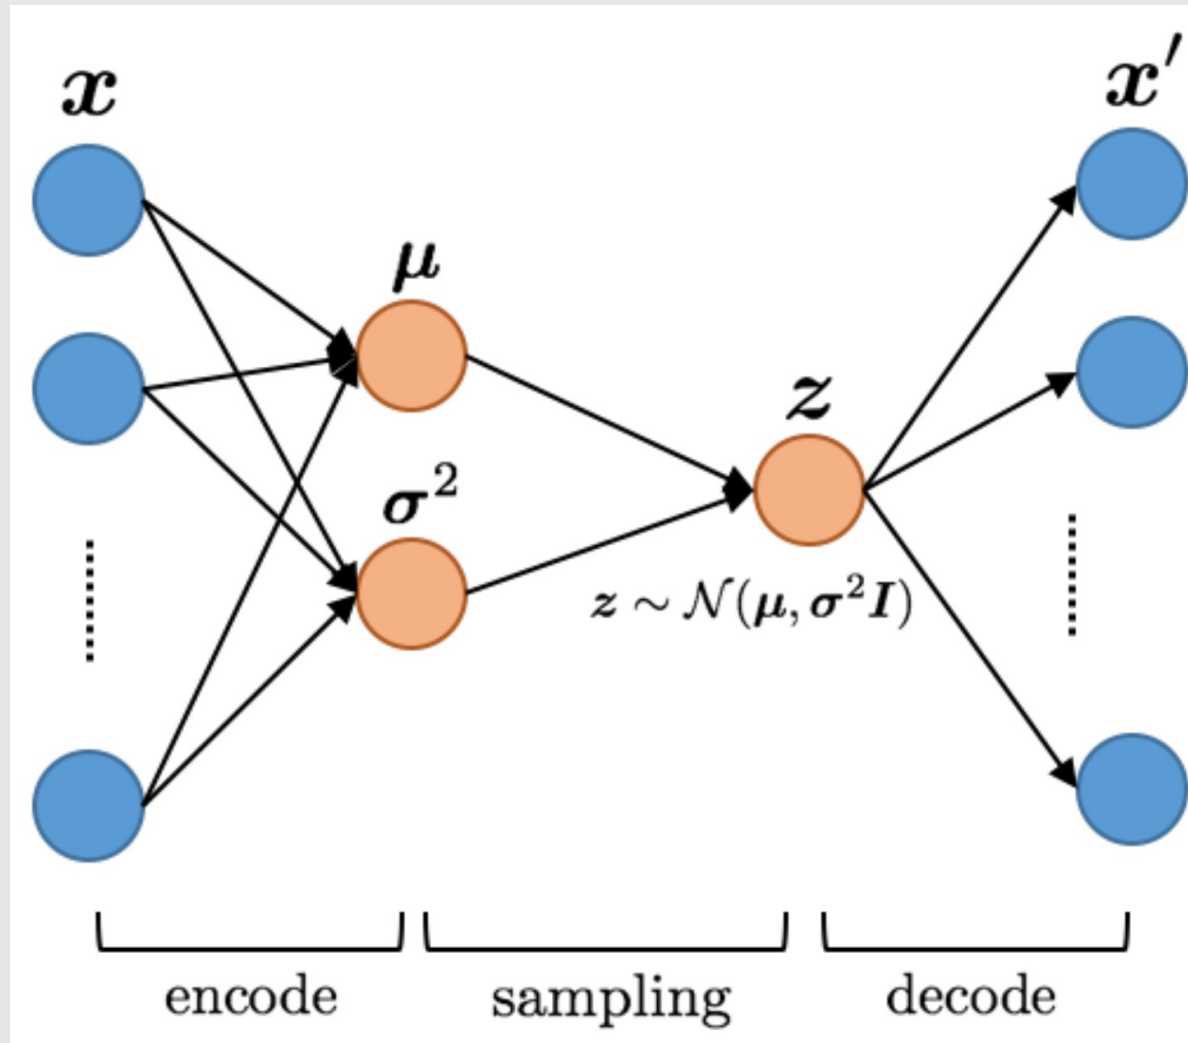 x
x′
μ
σ²
z
z ∼ 𝒩(μ, σ²I)
encode
sampling
decode